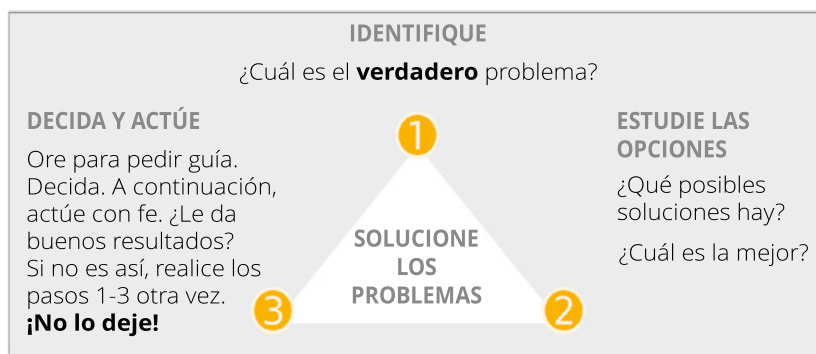 IDENTIFIQUE
¿Cuál es el verdadero problema?
1
DECIDA Y ACTÚE
Ore para pedir guía.
Decida. A continuación,
actúe con fe. ¿Le da
buenos resultados?
Si no es así, realice los
pasos 1-3 otra vez.
¡No lo deje!
3
SOLUCIONE
LOS
PROBLEMAS
2
ESTUDIE LAS
OPCIONES
¿Qué posibles
soluciones hay?
¿Cuál es la mejor?